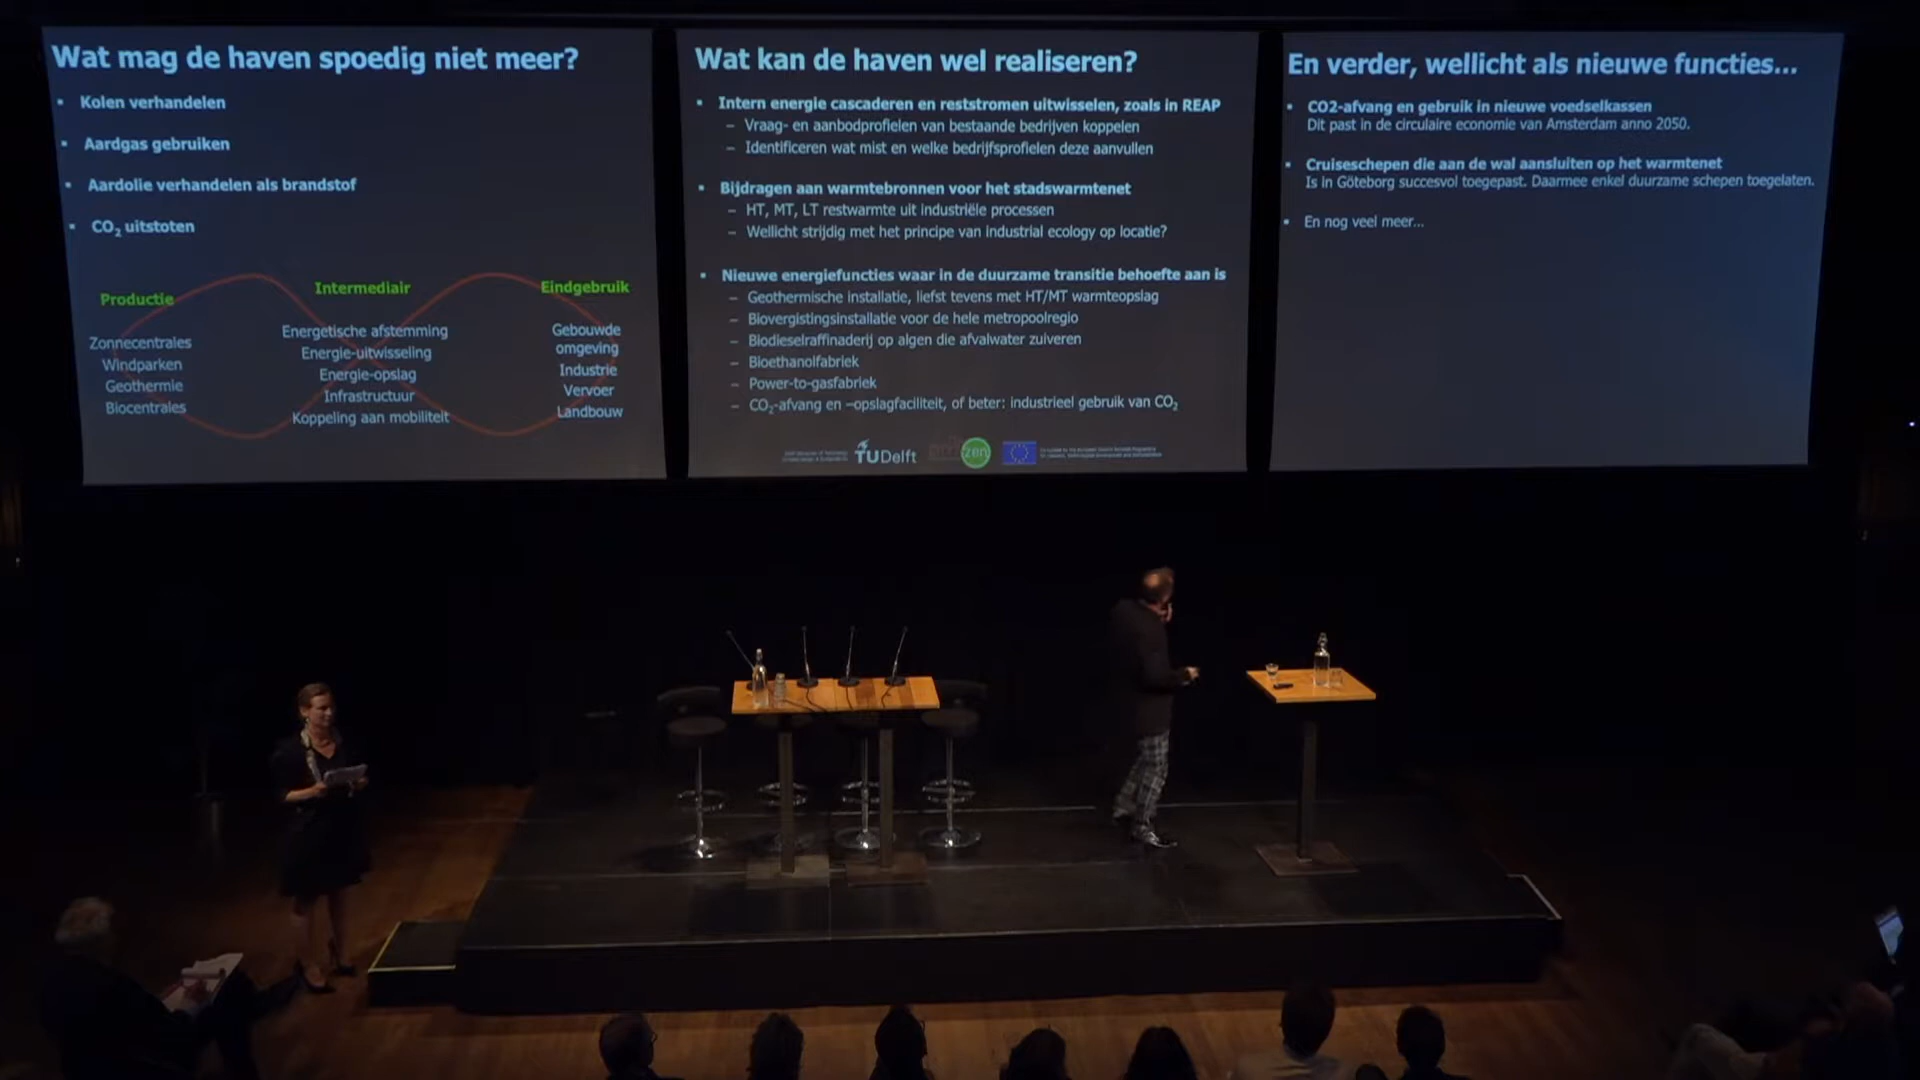 Wat mag de haven spoedig niet meer?
▪ Kolen verhandelen
▪ Aardgas gebruiken
▪ Aardolie verhandelen als brandstof
▪ CO₂ uitstoten
Productie
Zonnecentrales
Windparken
Geothermie
Biocentrales
Intermediair
Energetische afstemming
Energie-uitwisseling
Energie-opslag
Infrastructuur
Koppeling aan mobiliteit
Eindgebruik
Gebouwde
omgeving
Industrie
Vervoer
Landbouw
Wat kan de haven wel realiseren?
▪ Intern energie cascaderen en reststromen uitwisselen, zoals in REAP
– Vraag- en aanbodprofielen van bestaande bedrijven koppelen
– Identificeren wat mist en welke bedrijfsprofielen deze aanvullen
▪ Bijdragen aan warmtebronnen voor het stadswarmtenet
– HT, MT, LT restwarmte uit industriële processen
– Wellicht strijdig met het principe van industrial ecology op locatie?
▪ Nieuwe energiefuncties waar in de duurzame transitie behoefte aan is
– Geothermische installatie, liefst tevens met HT/MT warmteopslag
– Biovergistingsinstallatie voor de hele metropoolregio
– Biodieselraffinaderij op algen die afvalwater zuiveren
– Bioethanolfabriek
– Power-to-gasfabriek
– CO₂-afvang en –opslagfaciliteit, of beter: industrieel gebruik van CO₂
TUDelft
zen
En verder, wellicht als nieuwe functies...
▪ CO2-afvang en gebruik in nieuwe voedselkassen
Dit past in de circulaire economie van Amsterdam anno 2050.
▪ Cruiseschepen die aan de wal aansluiten op het warmtenet
Is in Göteborg succesvol toegepast. Daarmee enkel duurzame schepen toegelaten.
▪ En nog veel meer...